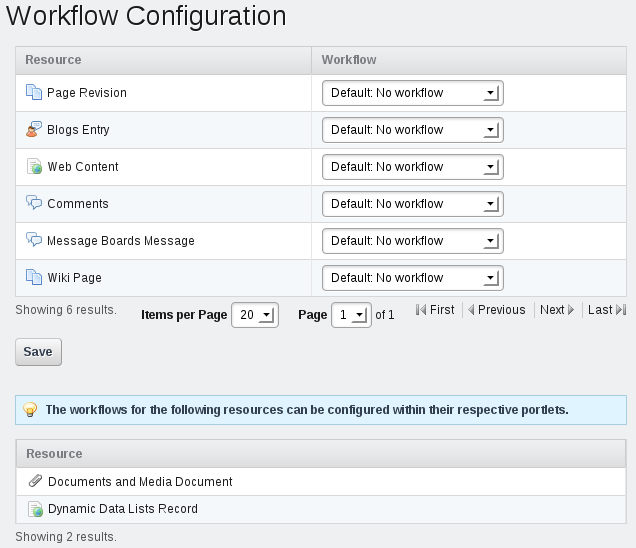 Workflow Configuration
Resource Workflow
Page Revision Default: No workflow
Blogs Entry Default: No workflow
Web Content Default: No workflow
Comments Default: No workflow
Message Boards Message Default: No workflow
Wiki Page Default: No workflow
Showing 6 results. Items per Page 20 Page 1 of 1 First Previous Next Last
Save
The workflows for the following resources can be configured within their respective portlets.
Resource
Documents and Media Document
Dynamic Data Lists Record
Showing 2 results.